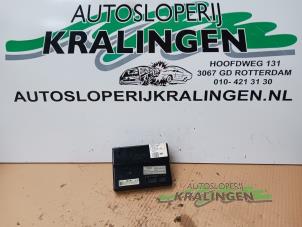 AUTOSLOPERIJ
KRALINGEN
HOOFDWEG 131
3067 GD ROTTERDAM
010- 421 31 30
AUTOSLOPERIJKRALINGEN.NL
AUTOSLOPERIJ
KRALINGEN